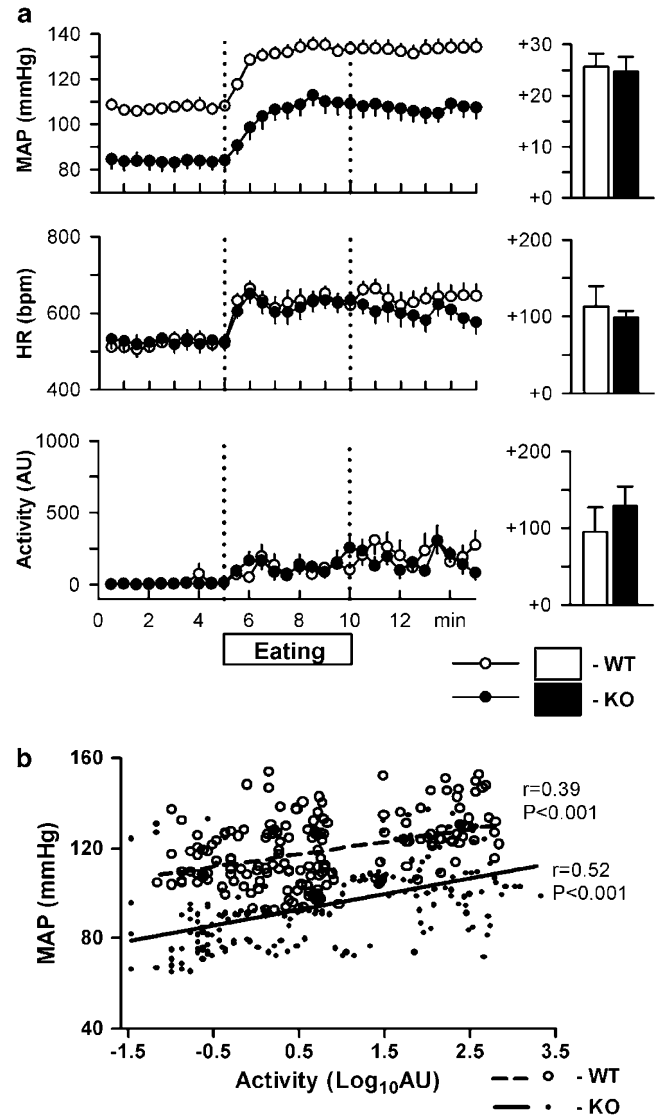 a
MAP (mmHg)
140
120
100
80
+30
+20
+10
+0
HR (bpm)
800
600
400
+200
+100
+0
Activity (AU)
1000
500
0
+200
+100
+0
0 2 4 6 8 10 12 min
Eating
- WT
- KO
b
MAP (mmHg)
160
120
80
40
r=0.39
P<0.001
r=0.52
P<0.001
-1.5 -0.5 0.5 1.5 2.5 3.5
Activity (Log10AU)
- WT
- KO